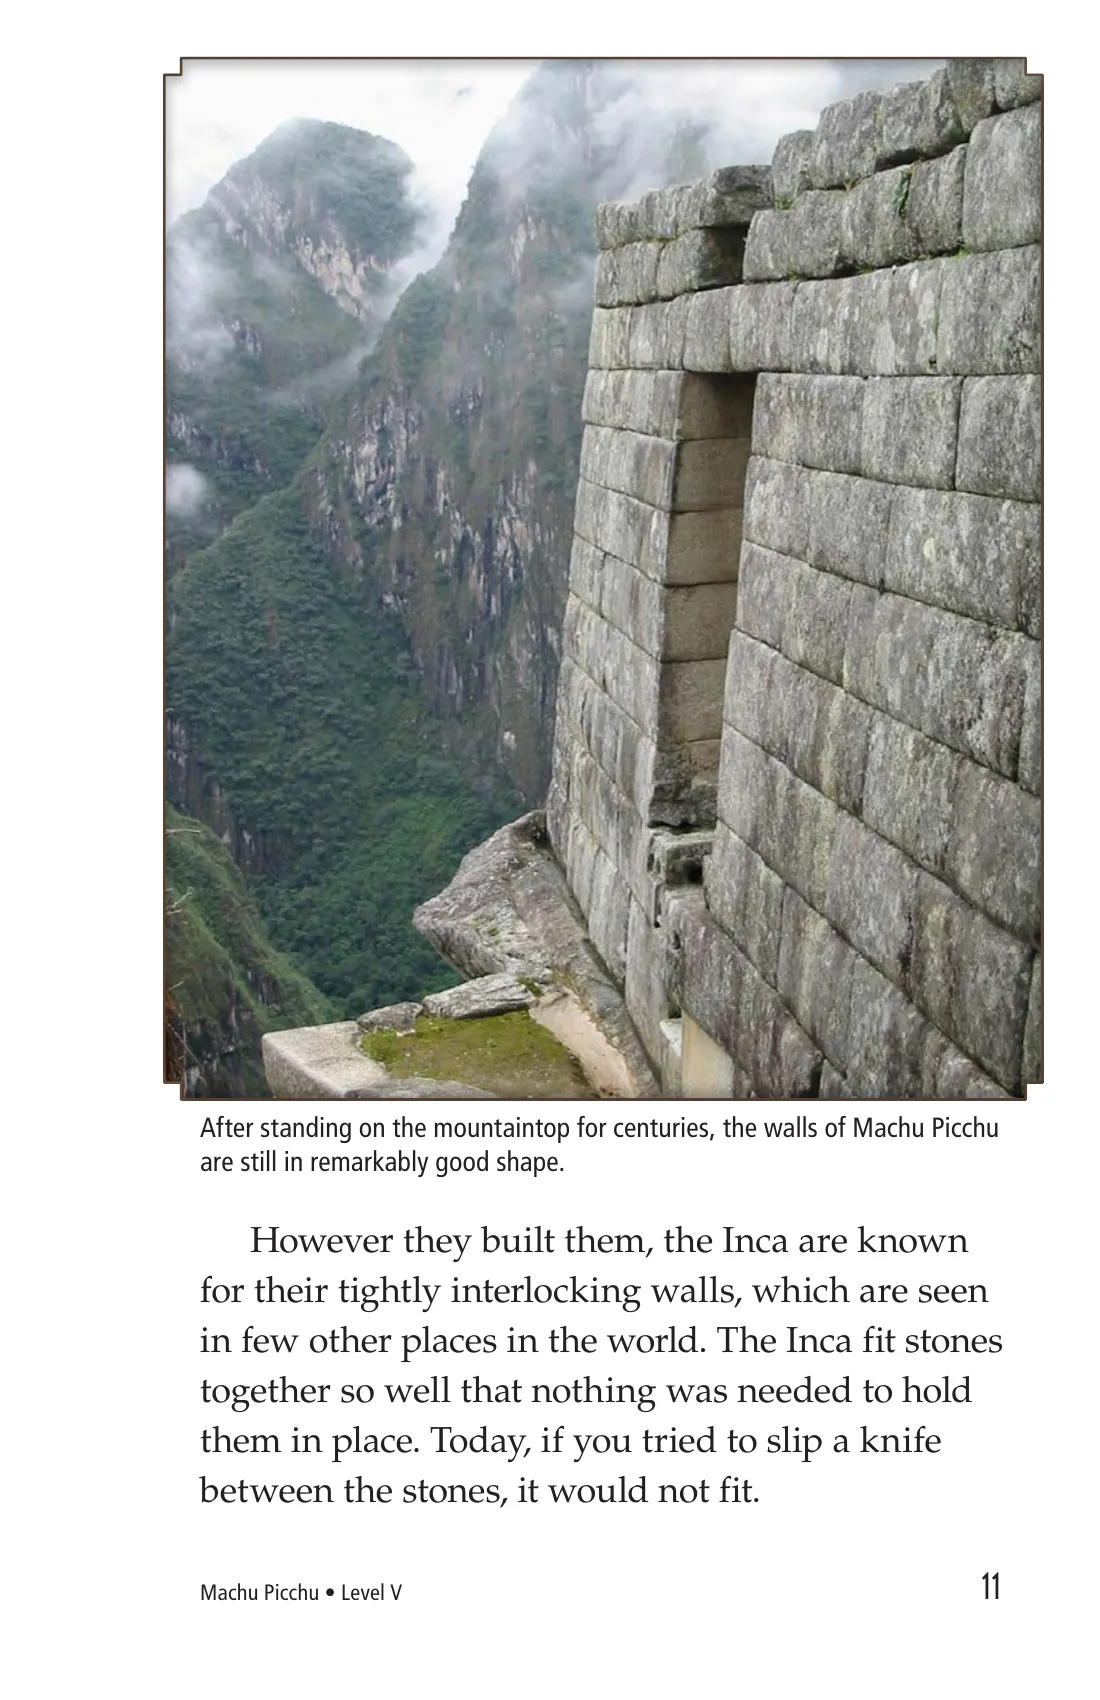 After standing on the mountaintop for centuries, the walls of Machu Picchu
are still in remarkably good shape.
However they built them, the Inca are known
for their tightly interlocking walls, which are seen
in few other places in the world. The Inca fit stones
together so well that nothing was needed to hold
them in place. Today, if you tried to slip a knife
between the stones, it would not fit.
Machu Picchu • Level V
11